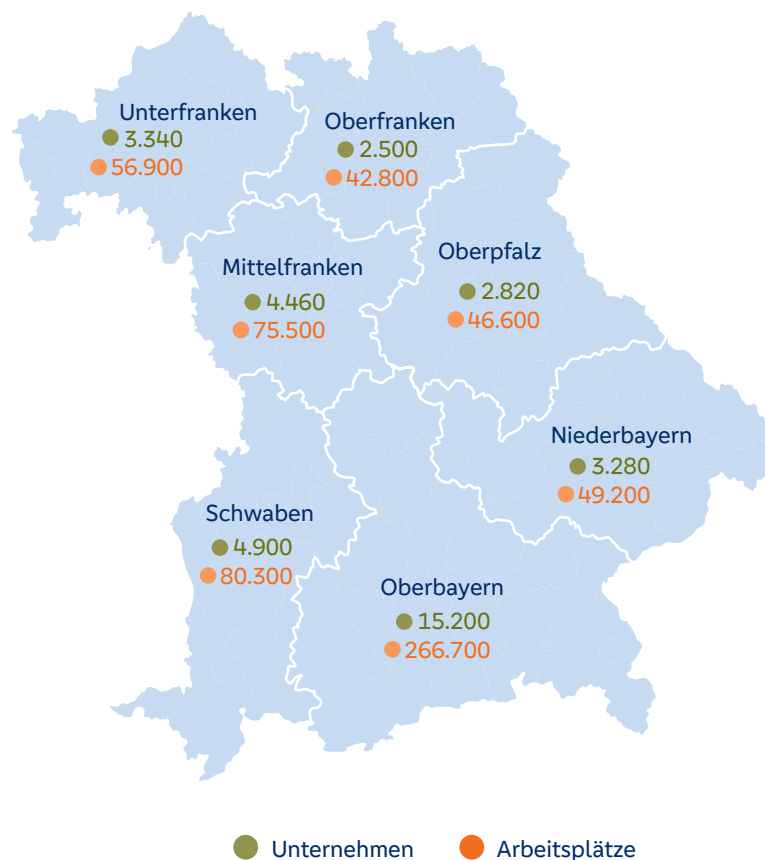 Unterfranken
3.340
56.900
Oberfranken
2.500
42.800
Mittelfranken
4.460
75.500
Oberpfalz
2.820
46.600
Niederbayern
3.280
49.200
Schwaben
4.900
80.300
Oberbayern
15.200
266.700
Unternehmen Arbeitsplätze